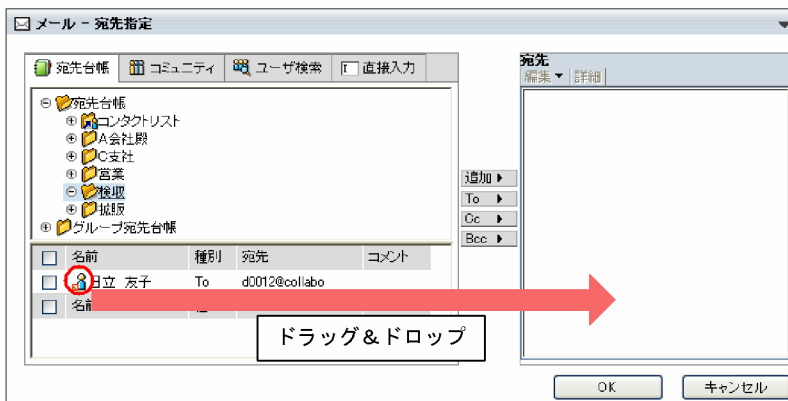 メール － 宛先指定
宛先台帳 コミュニティ ユーザ検索 直接入力
宛先
編集 詳細
宛先台帳
コンタクトリスト
A会社殿
C支社
営業
検収
拡販
グループ宛先台帳
追加
To
Cc
Bcc
名前 種別 宛先 コメント
日立 友子 To d0012@collabo
名前
ドラッグ＆ドロップ
OK キャンセル